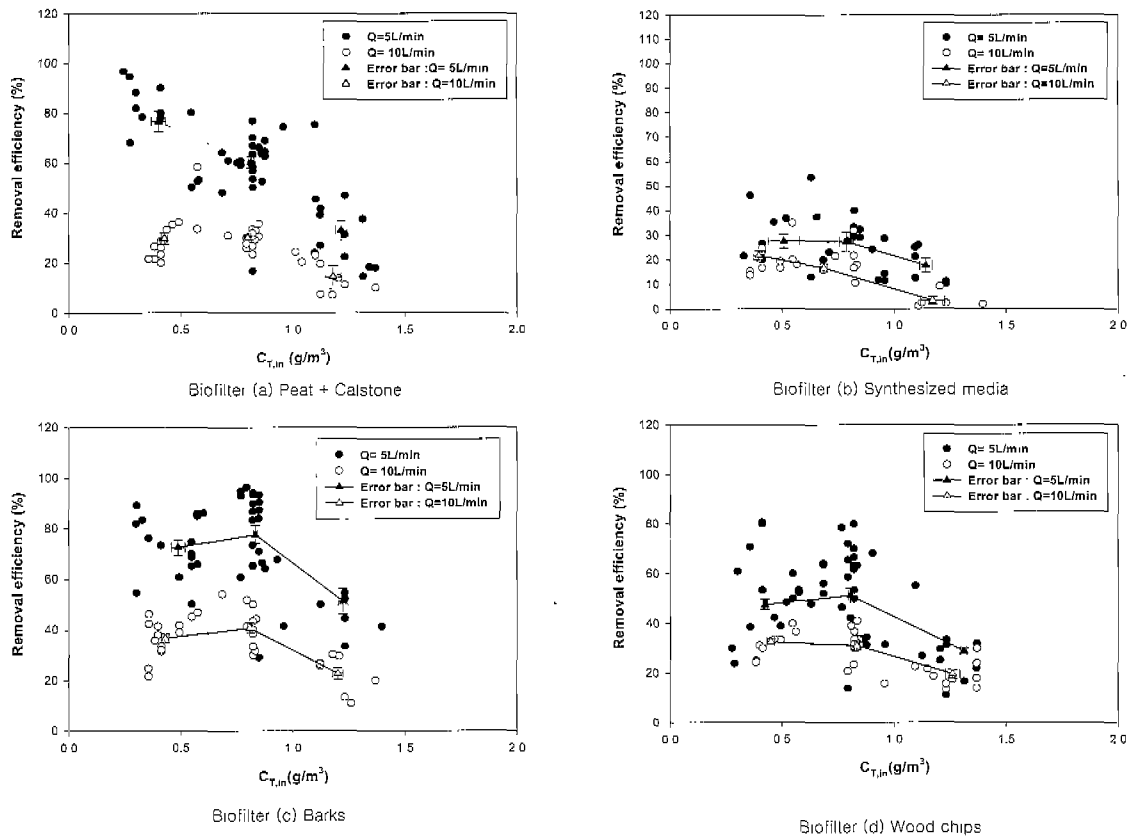 120
100
80
60
40
20
0
Removal efficiency (%)
Q=5L/min
Q= 10L/min
Error bar :Q= 5L/min
Error bar : Q=10L/min
0.0 0.5 1.0 1.5 2.0
C_T,in (g/m³)
Biofilter (a) Peat + Calstone
120
110
100
90
80
70
60
50
40
30
20
10
0
Removal efficiency (%)
Q= 5L/min
Q= 10L/min
Error bar : Q=5L/min
Error bar : Q=10L/min
0.0 0.5 1.0 1.5 2.0
C_T,in (g/m³)
Biofilter (b) Synthesized media
120
100
80
60
40
20
0
Removal efficiency (%)
Q= 5L/min
Q= 10L/min
Error bar : Q=5L/min
Error bar : Q=10L/min
0.0 0.5 1.0 1.5 2.0
C_T,in(g/m³)
Biofilter (c) Barks
120
100
80
60
40
20
0
Removal efficiency (%)
Q= 5L/min
Q= 10L/min
Error bar : Q=5L/min
Error bar : Q=10L/min
0.0 0.5 1.0 1.5 2.0
C_T,in(g/m³)
Biofilter (d) Wood chips